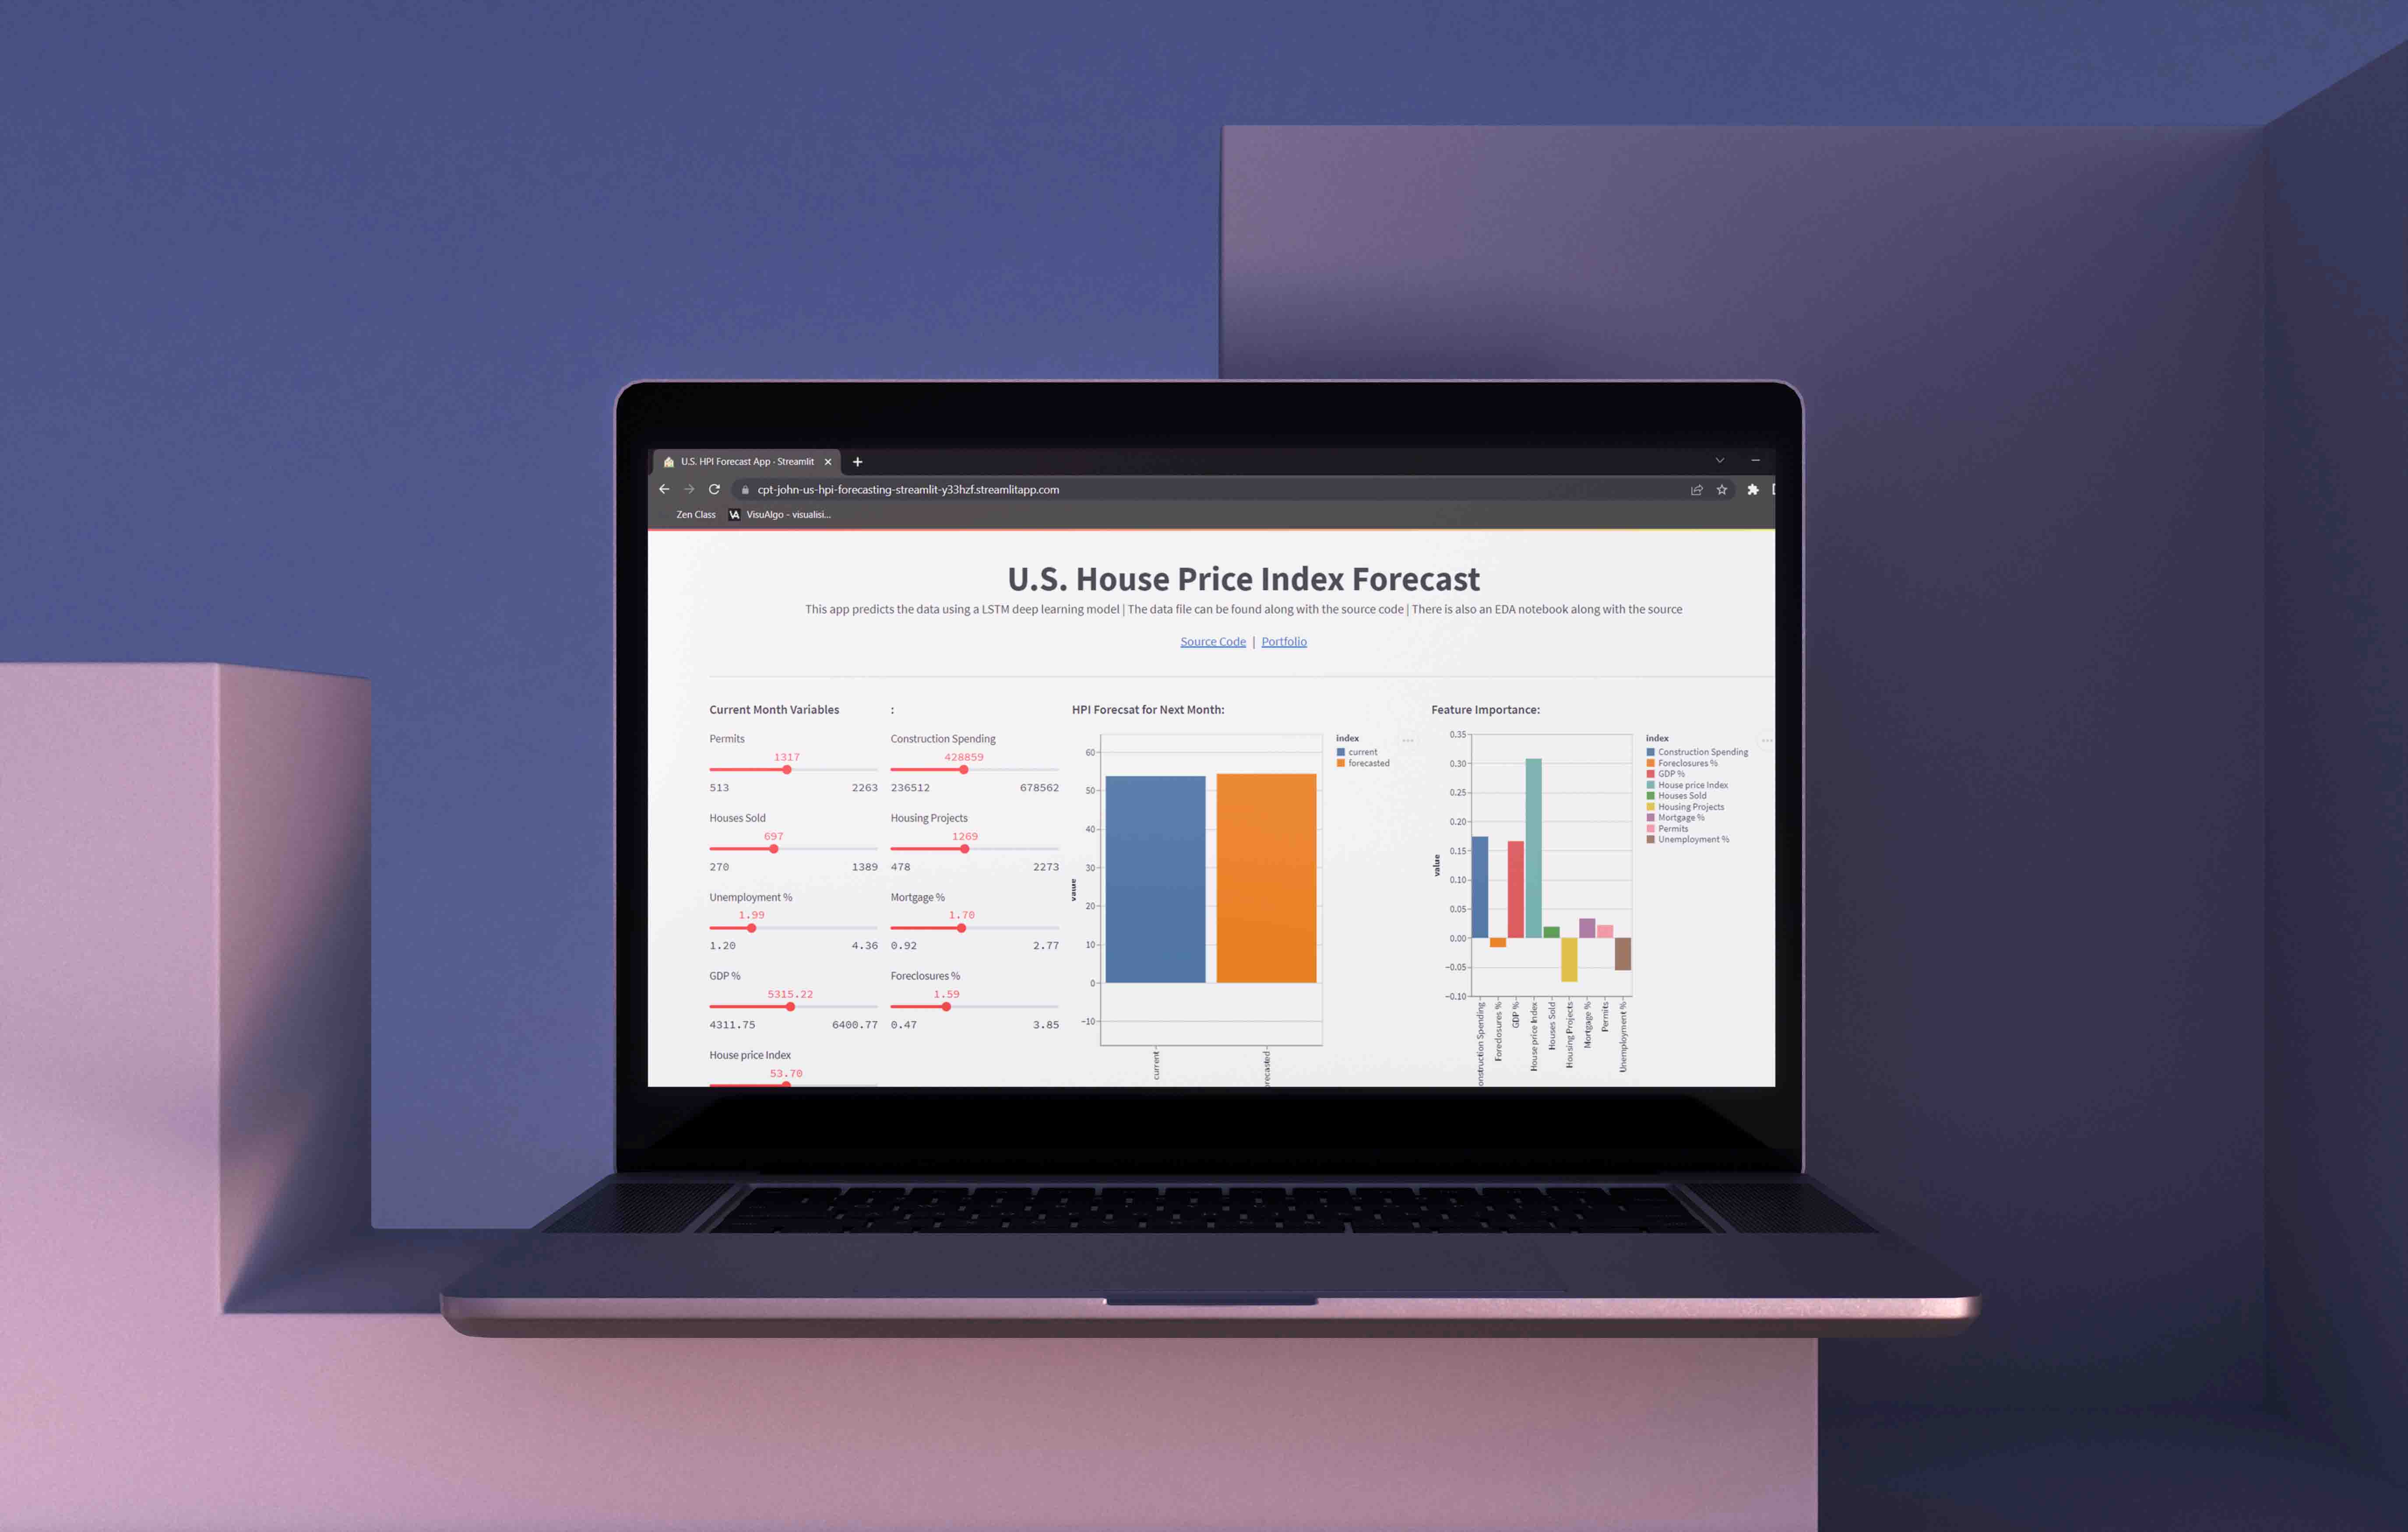 U.S. HPI Forecast App · Streamlit
cpt-john-us-hpi-forecasting-streamlit-y33hzf.streamlitapp.com
Zen Class VisuAlgo - visualisi...
U.S. House Price Index Forecast
This app predicts the data using a LSTM deep learning model | The data file can be found along with the source code | There is also an EDA notebook along with the source
Source Code | Portfolio
Current Month Variables :
Permits Construction Spending
1317 428859
513 2263 236512 678562
Houses Sold Housing Projects
697 1269
270 1389 478 2273
Unemployment % Mortgage %
1.99 1.70
1.20 4.36 0.92 2.77
GDP % Foreclosures %
5315.22 1.59
4311.75 6400.77 0.47 3.85
House price Index
53.70
HPI Forecsat for Next Month:
60
50
40
30
20
10
0
−10
value
current
recasted
index
current
forecasted
Feature Importance:
0.35
0.30
0.25
0.20
0.15
0.10
0.05
0.00
−0.05
−0.10
value
onstruction Spending
Foreclosures %
GDP %
House price Index
Houses Sold
Housing Projects
Mortgage %
Permits
Unemployment %
index
Construction Spending
Foreclosures %
GDP %
House price Index
Houses Sold
Housing Projects
Mortgage %
Permits
Unemployment %